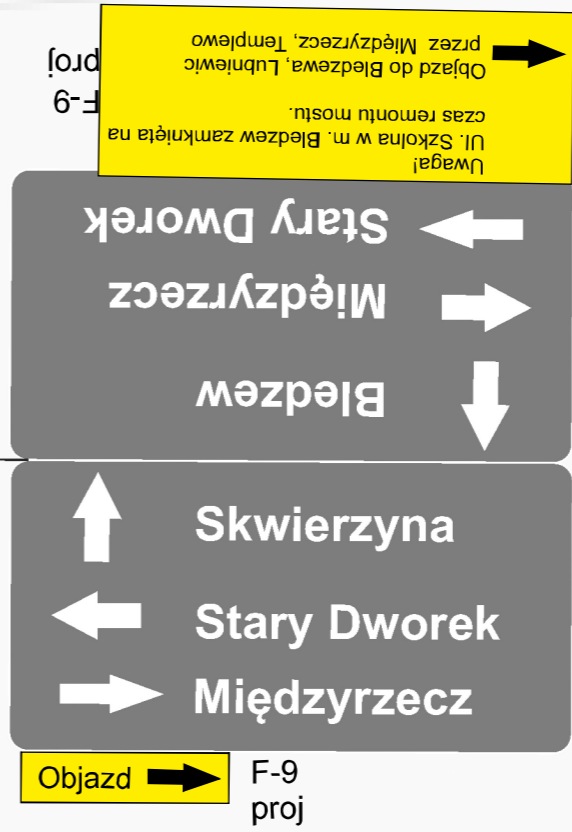 Bledzew
Międzyrzecz
Stary Dworek
Uwaga!
Ul. Szkolna w m. Bledzew zamknięta na
czas remontu mostu.
Objazd do Bledzewa, Lubniewic
przez Międzyrzecz, Templewo
F-9
proj
Skwierzyna
Stary Dworek
Międzyrzecz
Objazd
F-9
proj